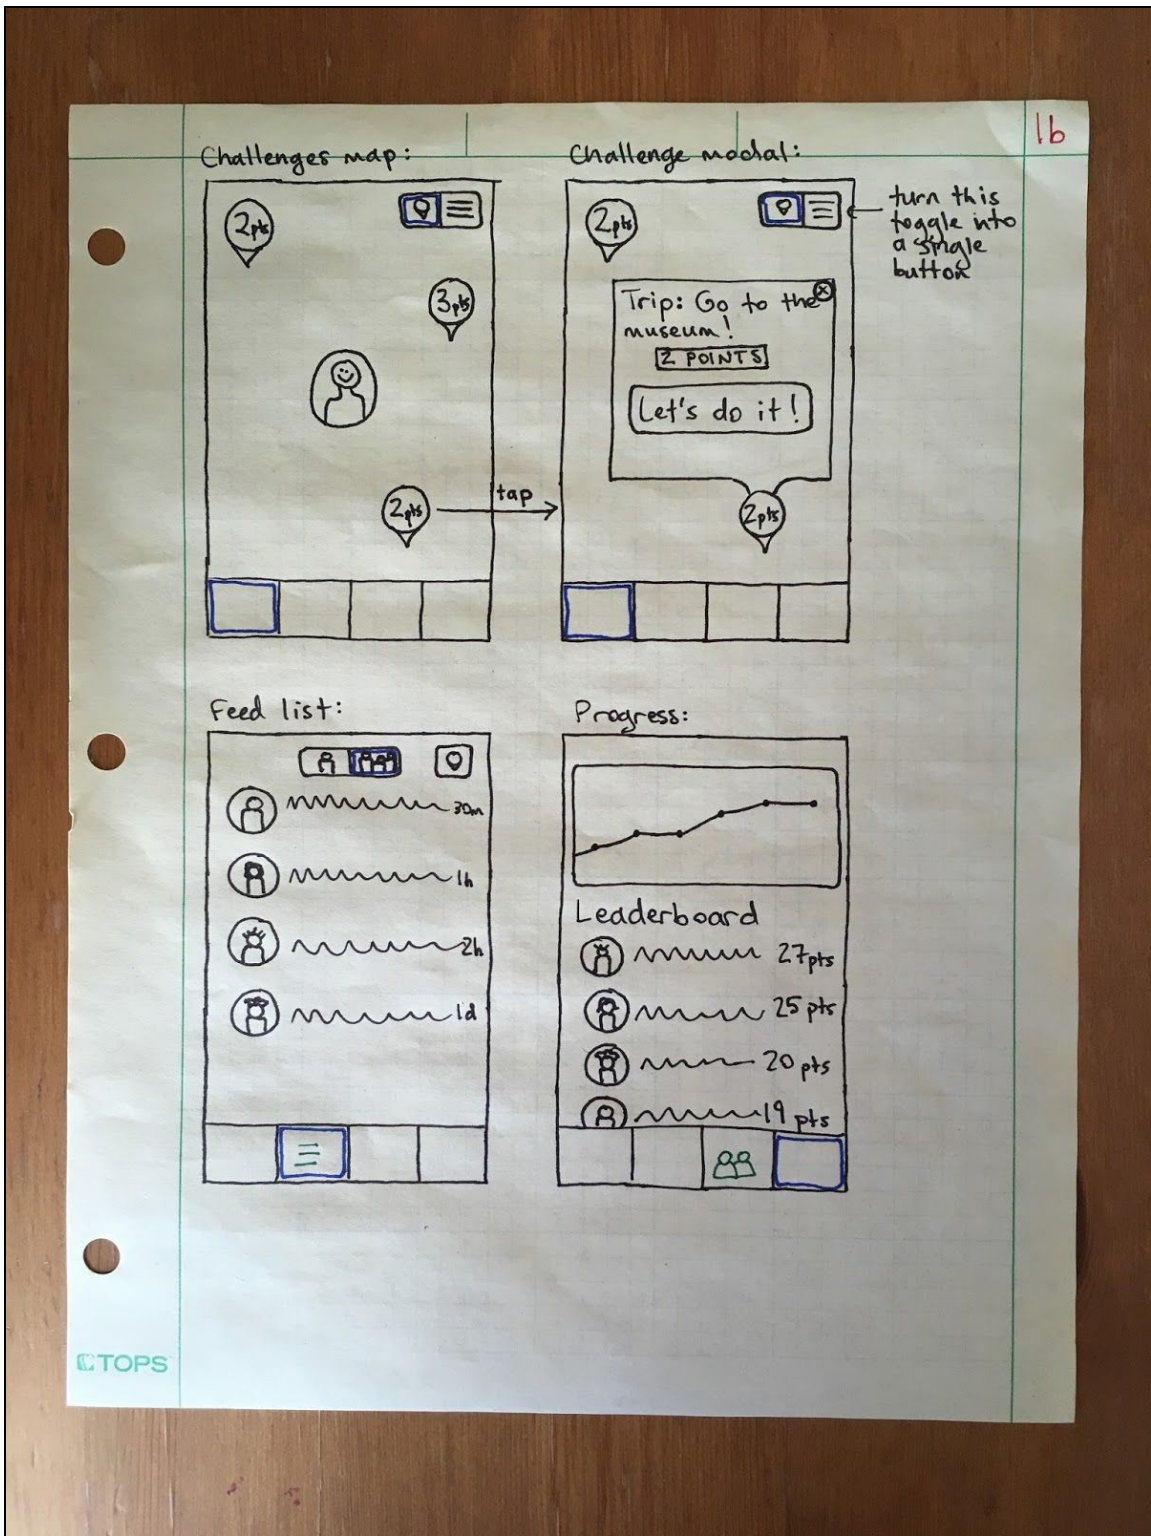 1b
Challenges map:
2pts
3pts
2pts
tap
Challenge modal:
2pts
turn this
toggle into
a single
button
Trip: Go to the
museum!
2 POINTS
Let's do it!
2pts
Feed list:
30m
1h
2h
1d
Progress:
Leaderboard
27pts
25 pts
20 pts
19 pts
TOPS